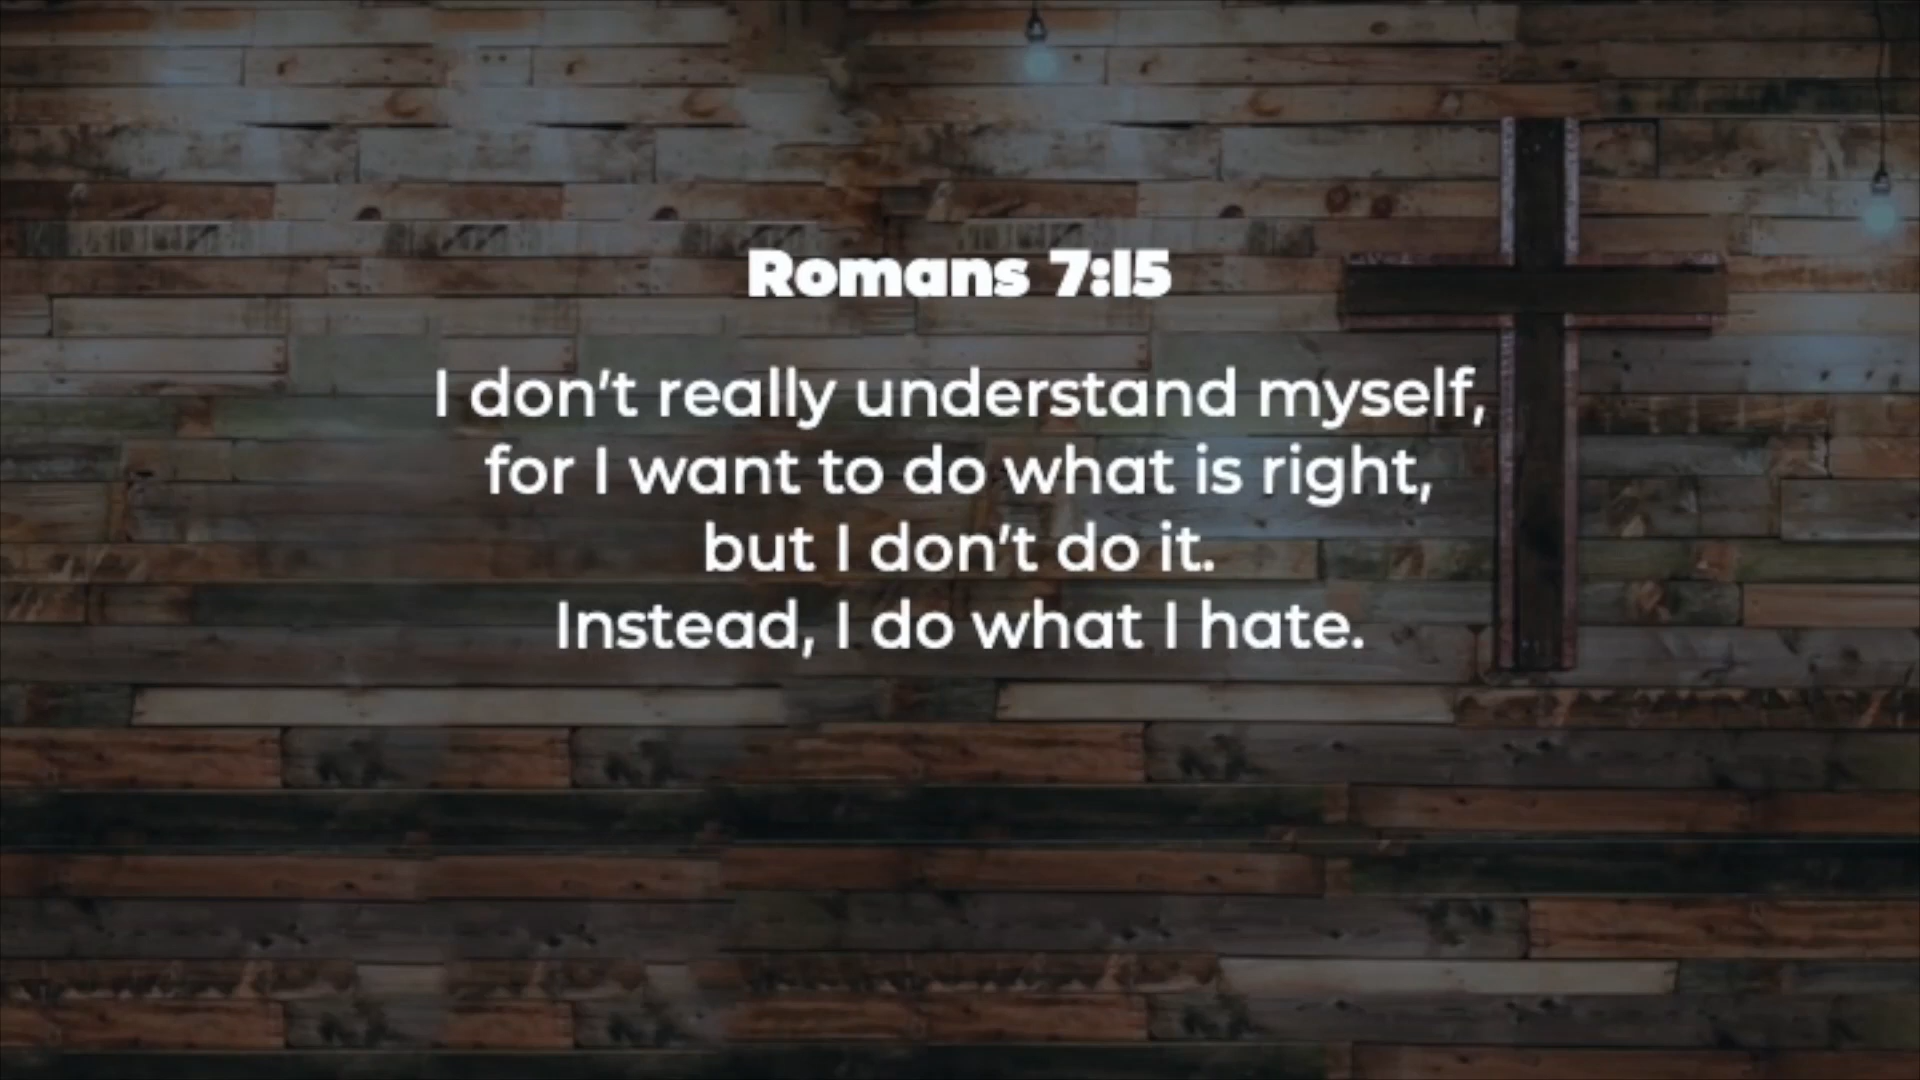 Romans 7:15
I don't really understand myself,
for I want to do what is right,
but I don't do it.
Instead, I do what I hate.